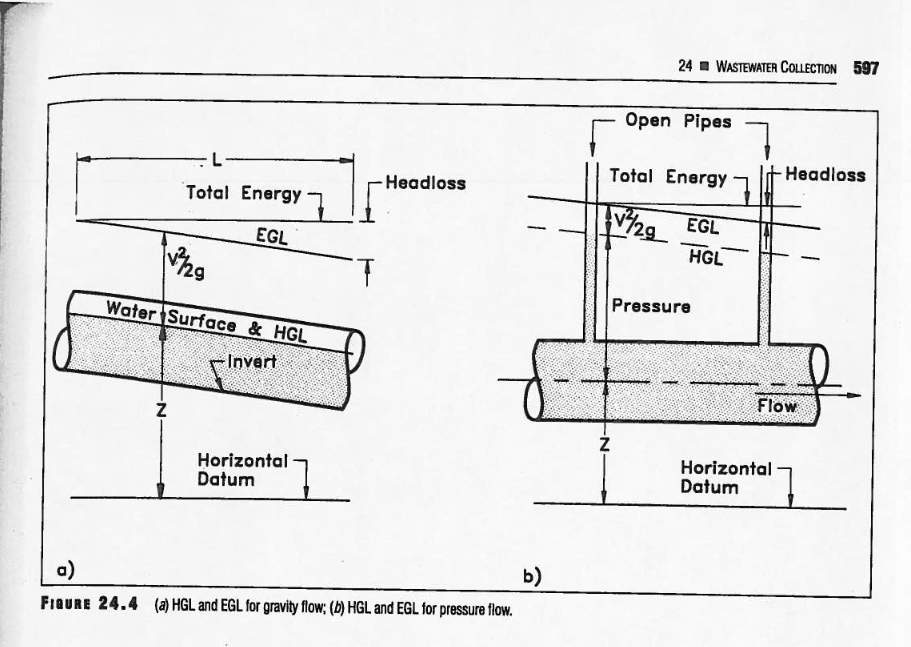 24 ■ WASTEWATER COLLECTION 597
L
Total Energy
Headloss
EGL
V²/2g
Water Surface & HGL
Invert
Z
Horizontal
Datum
a)
Open Pipes
Total Energy
Headloss
V²/2g
EGL
HGL
Pressure
Flow
Z
Horizontal
Datum
b)
FIGURE 24.4 (a) HGL and EGL for gravity flow; (b) HGL and EGL for pressure flow.